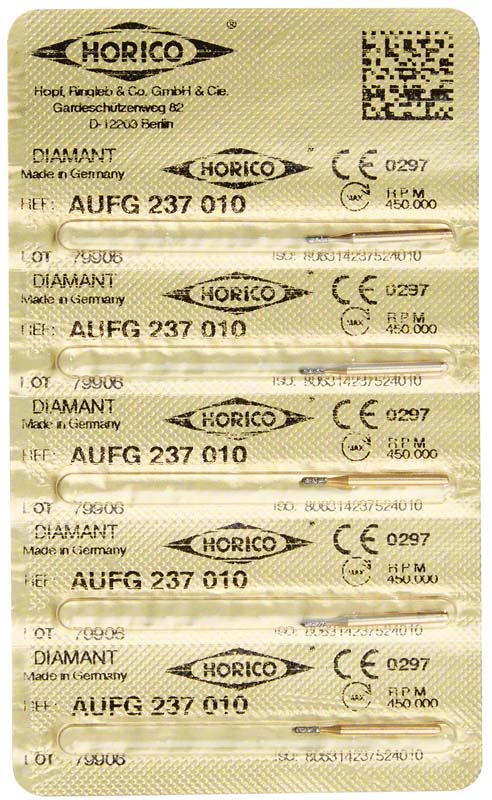 HORICO ®
Hopf, Ringleb & Co. GmbH & Cie.
Gardeschützenweg 82
D-12203 Berlin
DIAMANT HORICO CE 0297
Made in Germany MAX RPM
REF: AUFG 237 010 450.000
LOT 79906 ISO: 806314237524010
DIAMANT HORICO CE 0297
Made in Germany MAX RPM
REF: AUFG 237 010 450.000
LOT 79906 ISO: 806314237524010
DIAMANT HORICO CE 0297
Made in Germany MAX RPM
REF: AUFG 237 010 450.000
LOT 79906 ISO: 806314237524010
DIAMANT HORICO CE 0297
Made in Germany MAX RPM
REF: AUFG 237 010 450.000
LOT 79906 ISO: 806314237524010
DIAMANT HORICO CE 0297
Made in Germany MAX RPM
REF: AUFG 237 010 450.000
LOT 79906 ISO: 806314237524010